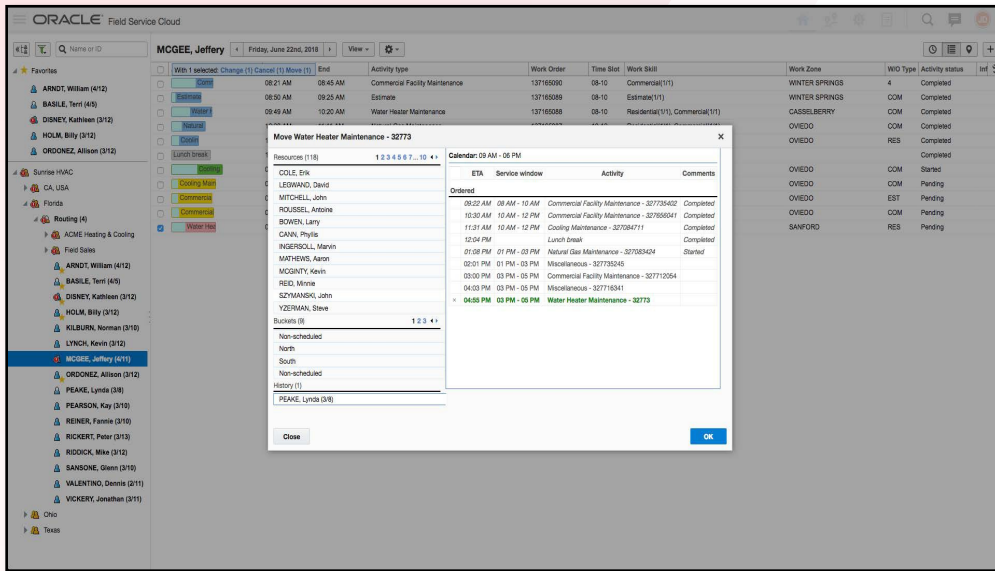 ORACLE® Field Service Cloud
Name or ID
MCGEE, Jeffery
Friday, June 22nd, 2018
View
Favorites
ARNDT, William (4/12)
BASILE, Terri (4/5)
DISNEY, Kathleen (3/12)
HOLM, Billy (3/12)
ORDONEZ, Allison (3/12)
Sunrise HVAC
CA, USA
Florida
Routing (4)
ACME Heating & Cooling
Field Sales
ARNDT, William (4/12)
BASILE, Terri (4/5)
DISNEY, Kathleen (3/12)
HOLM, Billy (3/12)
KILBURN, Norman (3/10)
LYNCH, Kevin (3/12)
MCGEE, Jeffery (4/11)
ORDONEZ, Allison (3/12)
PEAKE, Lynda (3/8)
PEARSON, Kay (3/10)
REINER, Fannie (3/10)
RICKERT, Peter (3/13)
RIDDICK, Mike (3/12)
SANSONE, Glenn (3/10)
VALENTINO, Dennis (2/11)
VICKERY, Jonathan (3/11)
Ohio
Texas
With 1 selected: Change (1) Cancel (1) Move (1) End Activity type Work Order Time Slot Work Skill Work Zone W/O Type Activity status
Comr 08:21 AM 08:45 AM Commercial Facility Maintenance 137165090 08-10 Commercial(1/1) WINTER SPRINGS 4 Completed
Estimate 08:50 AM 09:25 AM Estimate 137165089 08-10 Estimate(1/1) WINTER SPRINGS COM Completed
Water I 09:49 AM 10:20 AM Water Heater Maintenance 137165088 08-10 Residential(1/1), Commercial(1/1) CASSELBERRY COM Completed
Natural OVIEDO COM Completed
Coolin OVIEDO RES Completed
Lunch break Completed
Cooling OVIEDO COM Started
Cooling Main OVIEDO COM Pending
Commercial OVIEDO EST Pending
Commercial OVIEDO COM Pending
Water Hea SANFORD RES Pending
Move Water Heater Maintenance - 32773
Resources (118) 1 2 3 4 5 6 7 ... 10
COLE, Erik
LEGWAND, David
MITCHELL, John
ROUSSEL, Antoine
BOWEN, Larry
CANN, Phyllis
INGERSOLL, Marvin
MATHEWS, Aaron
MCGINTY, Kevin
REID, Minnie
SZYMANSKI, John
YZERMAN, Steve
Buckets (9) 1 2 3
Non-scheduled
North
South
Non-scheduled
History (1)
PEAKE, Lynda (3/8)
Calendar: 09 AM - 06 PM
ETA Service window Activity Comments
Ordered
09:22 AM 08 AM - 10 AM Commercial Facility Maintenance - 327735402 Completed
10:30 AM 10 AM - 12 PM Commercial Facility Maintenance - 327656041 Completed
11:31 AM 10 AM - 12 PM Cooling Maintenance - 327084711 Completed
12:04 PM Lunch break Completed
01:08 PM 01 PM - 03 PM Natural Gas Maintenance - 327083424 Started
02:01 PM 01 PM - 03 PM Miscellaneous - 327735245
03:00 PM 03 PM - 05 PM Commercial Facility Maintenance - 327712054
04:03 PM 03 PM - 05 PM Miscellaneous - 327716341
× 04:55 PM 03 PM - 05 PM Water Heater Maintenance - 32773
Close
OK